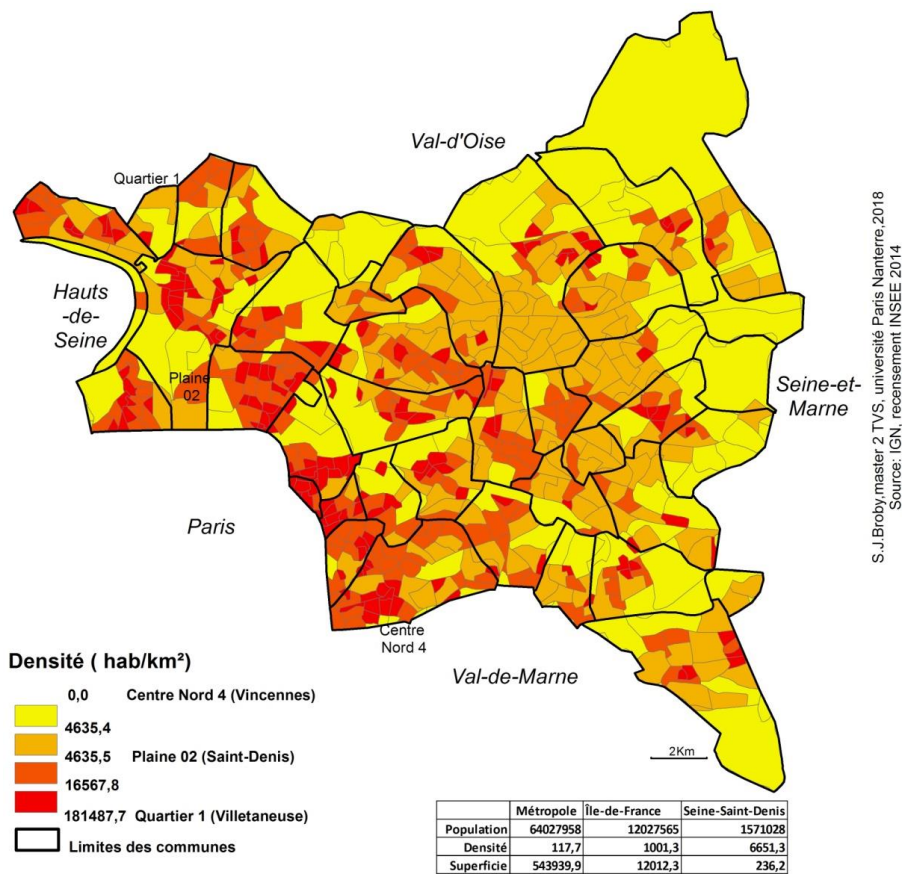 Val-d'Oise
Quartier 1
Hauts
-de-
Seine
Plaine
02
Seine-et-
Marne
Paris
Centre
Nord 4
Val-de-Marne
S.J.Broby,master 2 TVS, université Paris Nanterre,2018
Source: IGN, recensement INSEE 2014
Densité ( hab/km²)
0,0 Centre Nord 4 (Vincennes)
4635,4
4635,5 Plaine 02 (Saint-Denis)
16567,8
181487,7 Quartier 1 (Villetaneuse)
Limites des communes
2Km
Métropole Île-de-France Seine-Saint-Denis
Population 64027958 12027565 1571028
Densité 117,7 1001,3 6651,3
Superficie 543939,9 12012,3 236,2